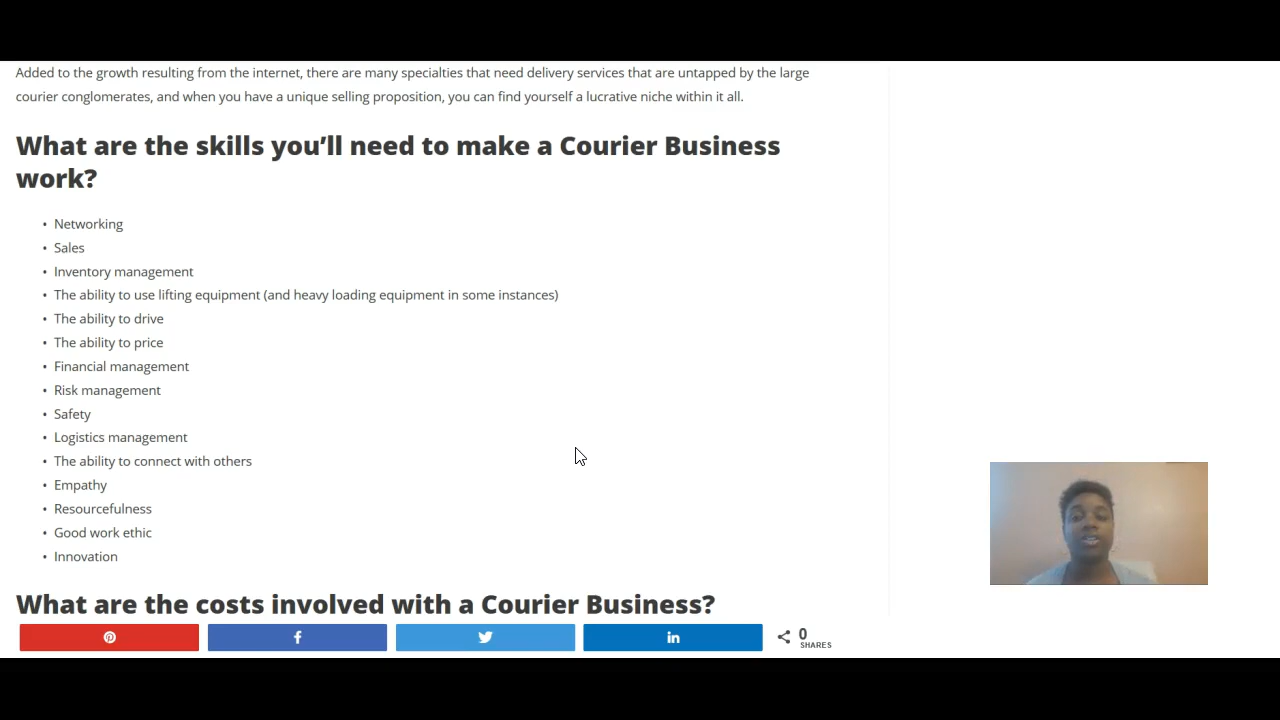 Added to the growth resulting from the internet, there are many specialties that need delivery services that are untapped by the large
courier conglomerates, and when you have a unique selling proposition, you can find yourself a lucrative niche within it all.
What are the skills you’ll need to make a Courier Business
work?
• Networking
• Sales
• Inventory management
• The ability to use lifting equipment (and heavy loading equipment in some instances)
• The ability to drive
• The ability to price
• Financial management
• Risk management
• Safety
• Logistics management
• The ability to connect with others
• Empathy
• Resourcefulness
• Good work ethic
• Innovation
What are the costs involved with a Courier Business?
0
SHARES